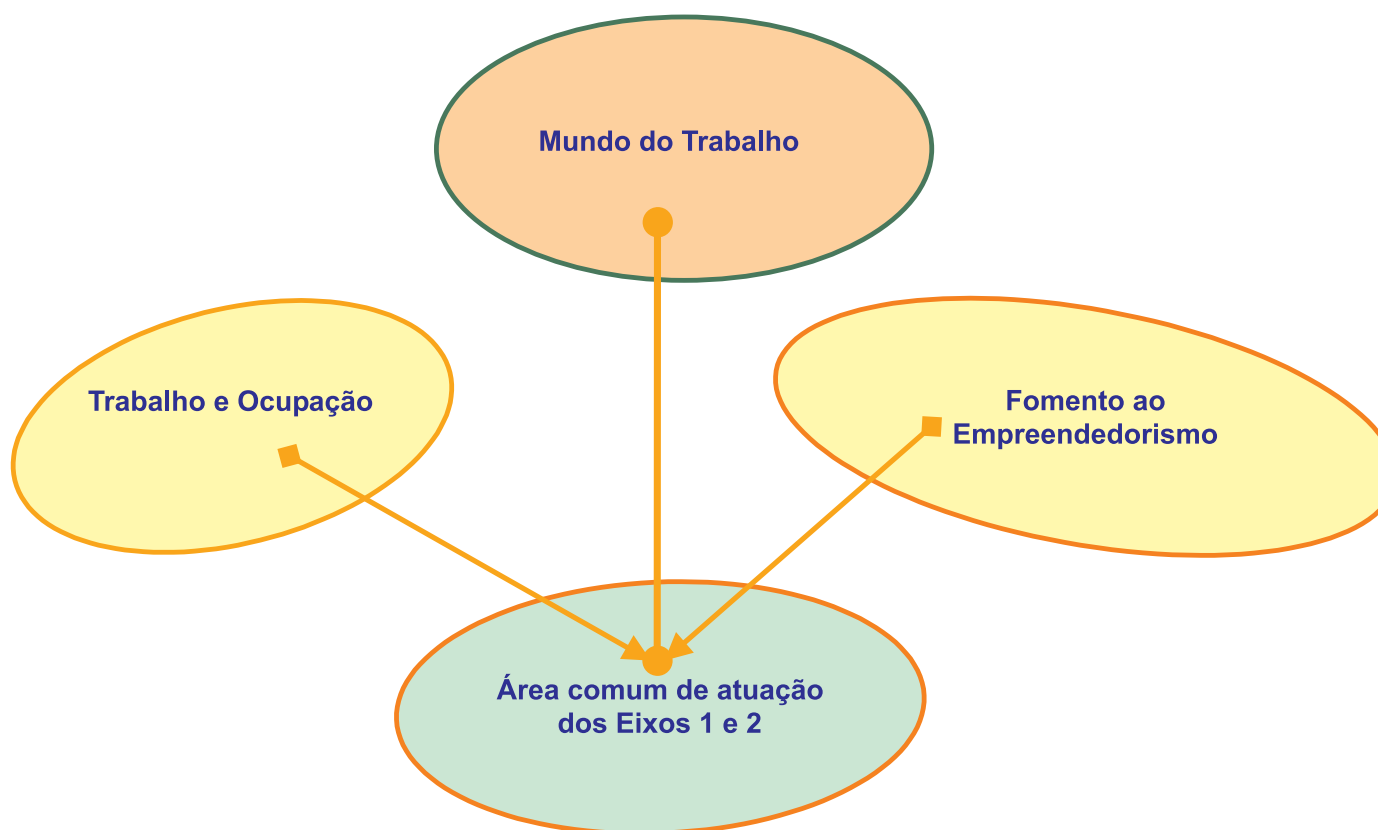 Mundo do Trabalho
Trabalho e Ocupação
Fomento ao
Empreendedorismo
Área comum de atuação
dos Eixos 1 e 2